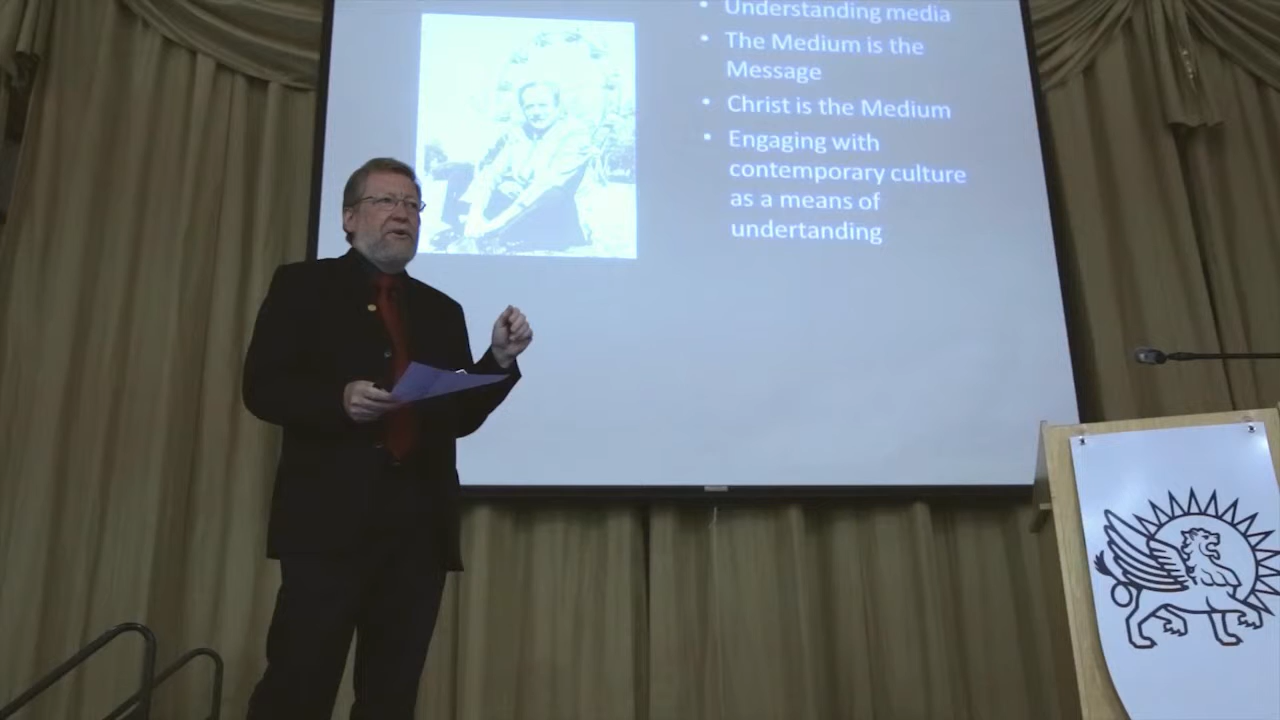 • Understanding media
• The Medium is the
Message
• Christ is the Medium
• Engaging with
contemporary culture
as a means of
undertanding